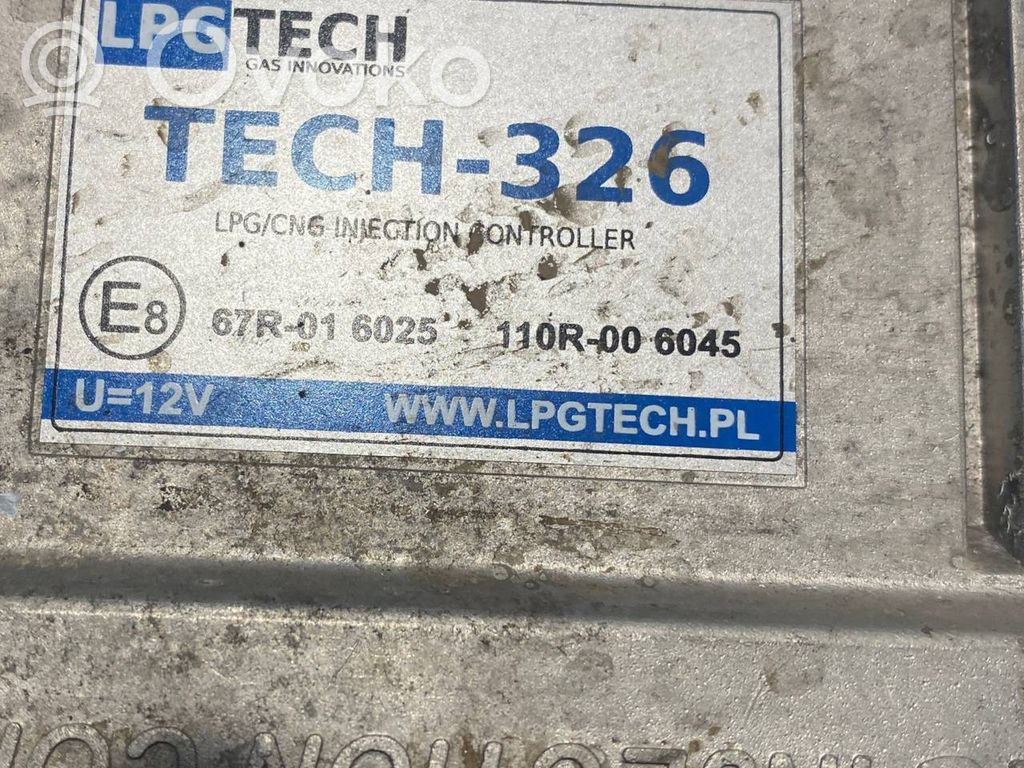 LPGTECH
GAS INNOVATIONS
OVOKO
TECH-326
LPG/CNG INJECTION CONTROLLER
E8 67R-01 6025 110R-00 6045
U=12V WWW.LPGTECH.PL